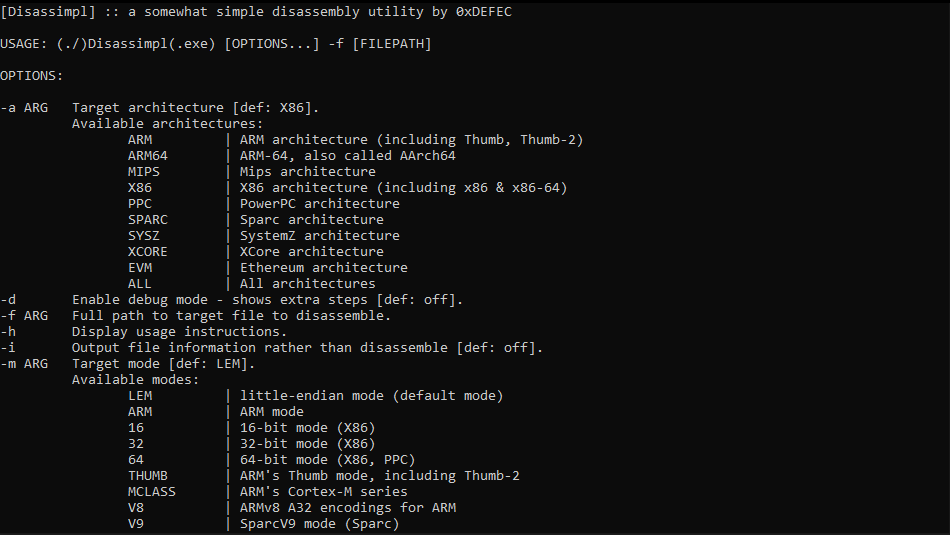 [Disassimpl] :: a somewhat simple disassembly utility by 0xDEFEC
USAGE: (./)Disassimpl(.exe) [OPTIONS...] -f [FILEPATH]
OPTIONS:
-a ARG   Target architecture [def: X86].
         Available architectures:
                ARM         | ARM architecture (including Thumb, Thumb-2)
                ARM64       | ARM-64, also called AArch64
                MIPS        | Mips architecture
                X86         | X86 architecture (including x86 & x86-64)
                PPC         | PowerPC architecture
                SPARC       | Sparc architecture
                SYSZ        | SystemZ architecture
                XCORE       | XCore architecture
                EVM         | Ethereum architecture
                ALL         | All architectures
-d       Enable debug mode - shows extra steps [def: off].
-f ARG   Full path to target file to disassemble.
-h       Display usage instructions.
-i       Output file information rather than disassemble [def: off].
-m ARG   Target mode [def: LEM].
         Available modes:
                LEM         | little-endian mode (default mode)
                ARM         | ARM mode
                16          | 16-bit mode (X86)
                32          | 32-bit mode (X86)
                64          | 64-bit mode (X86, PPC)
                THUMB       | ARM's Thumb mode, including Thumb-2
                MCLASS      | ARM's Cortex-M series
                V8          | ARMv8 A32 encodings for ARM
                V9          | SparcV9 mode (Sparc)